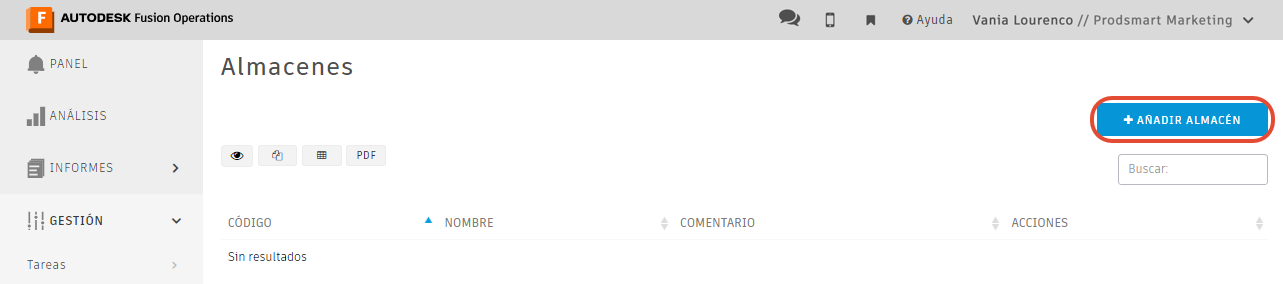 F AUTODESK Fusion Operations
Ayuda
Vania Lourenco // Prodsmart Marketing
PANEL
ANÁLISIS
INFORMES
GESTIÓN
Tareas
Almacenes
AÑADIR ALMACÉN
PDF
Buscar:
CÓDIGO NOMBRE COMENTARIO ACCIONES
Sin resultados